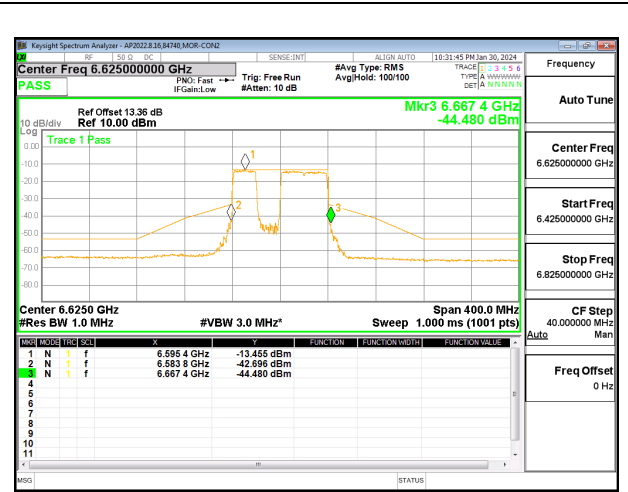 Keysight Spectrum Analyzer - AP2022.8.16,84740,MOR-CON2
RF 50 Ω DC SENSE:INT ALIGN AUTO 10:31:45 PM Jan 30, 2024
Center Freq 6.625000000 GHz #Avg Type: RMS TRACE 1 2 3 4 5 6
PASS PNO: Fast Trig: Free Run Avg|Hold: 100/100 TYPE A WWWWW
IFGain:Low #Atten: 10 dB DET A N N N N N
Ref Offset 13.36 dB Mkr3 6.667 4 GHz
10 dB/div Ref 10.00 dBm -44.480 dBm
Log
Trace 1 Pass
0.00
-10.0
-20.0
-30.0
-40.0
-50.0
-60.0
-70.0
-80.0
1
2
3
Center 6.6250 GHz Span 400.0 MHz
#Res BW 1.0 MHz #VBW 3.0 MHz* Sweep 1.000 ms (1001 pts)
MKR MODE TRC SCL X Y FUNCTION FUNCTION WIDTH FUNCTION VALUE
1 N 1 f 6.595 4 GHz -13.455 dBm
2 N 1 f 6.583 8 GHz -42.696 dBm
3 N 1 f 6.667 4 GHz -44.480 dBm
4
5
6
7
8
9
10
11
MSG STATUS
Frequency
Auto Tune
Center Freq
6.625000000 GHz
Start Freq
6.425000000 GHz
Stop Freq
6.825000000 GHz
CF Step
40.000000 MHz
Auto Man
Freq Offset
0 Hz